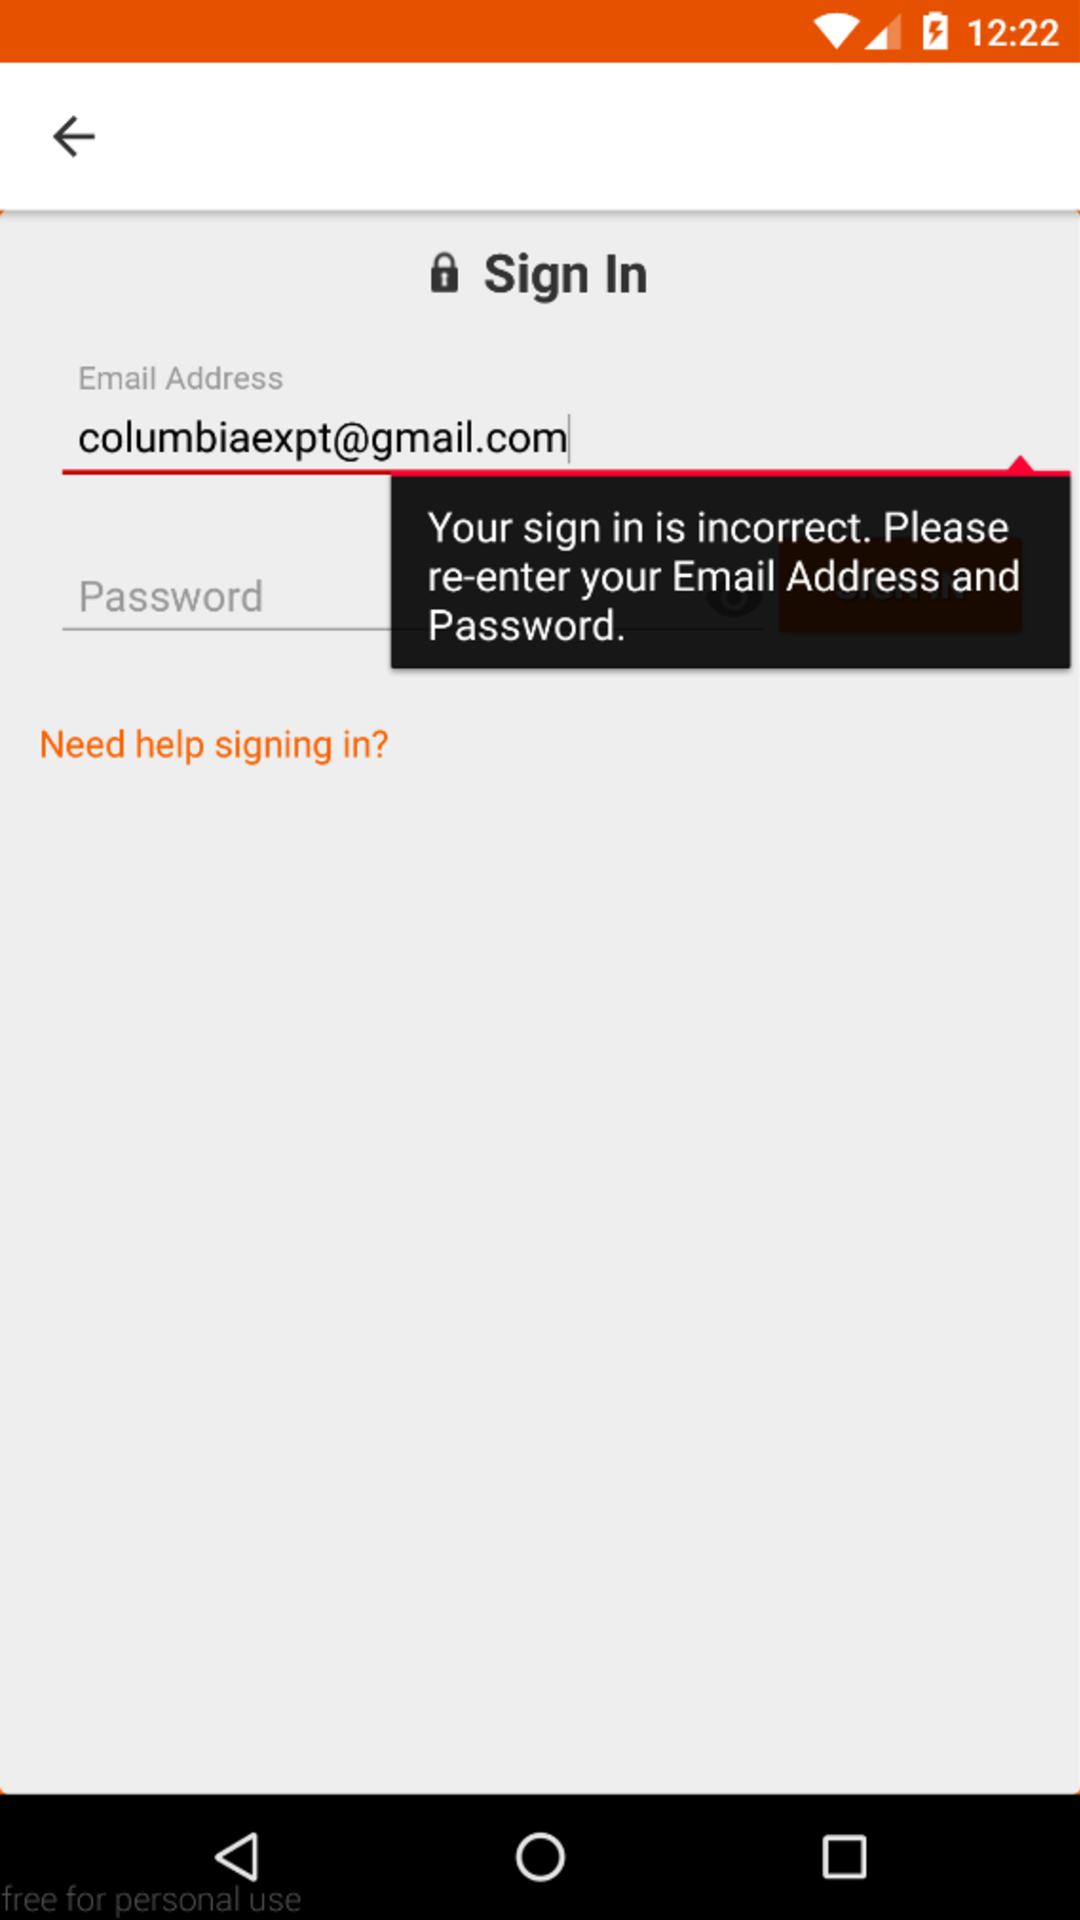 12:22
Sign In
Email Address
columbiaexpt@gmail.com
Your sign in is incorrect. Please
re-enter your Email Address and
Password.
Password
Need help signing in?
free for personal use